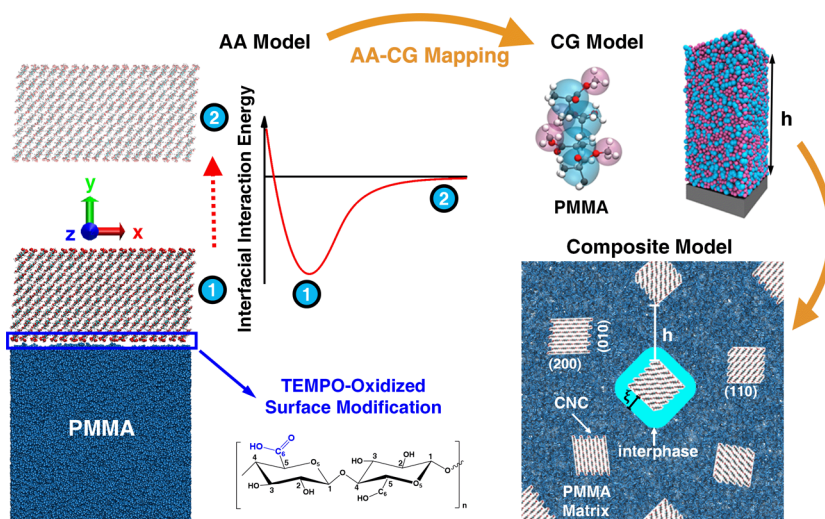 AA Model
AA-CG Mapping
CG Model
2
Interfacial Interaction Energy
2
1
y
z
x
1
PMMA
h
PMMA
TEMPO-Oxidized
Surface Modification
HO
O
C6
4
5
O5
HO
3
2
OH
1
O
3
OH
2
OH
1
O
4
5
O5
HO
C6
n
Composite Model
h
(010)
(200)
(110)
ξ
CNC
interphase
PMMA
Matrix